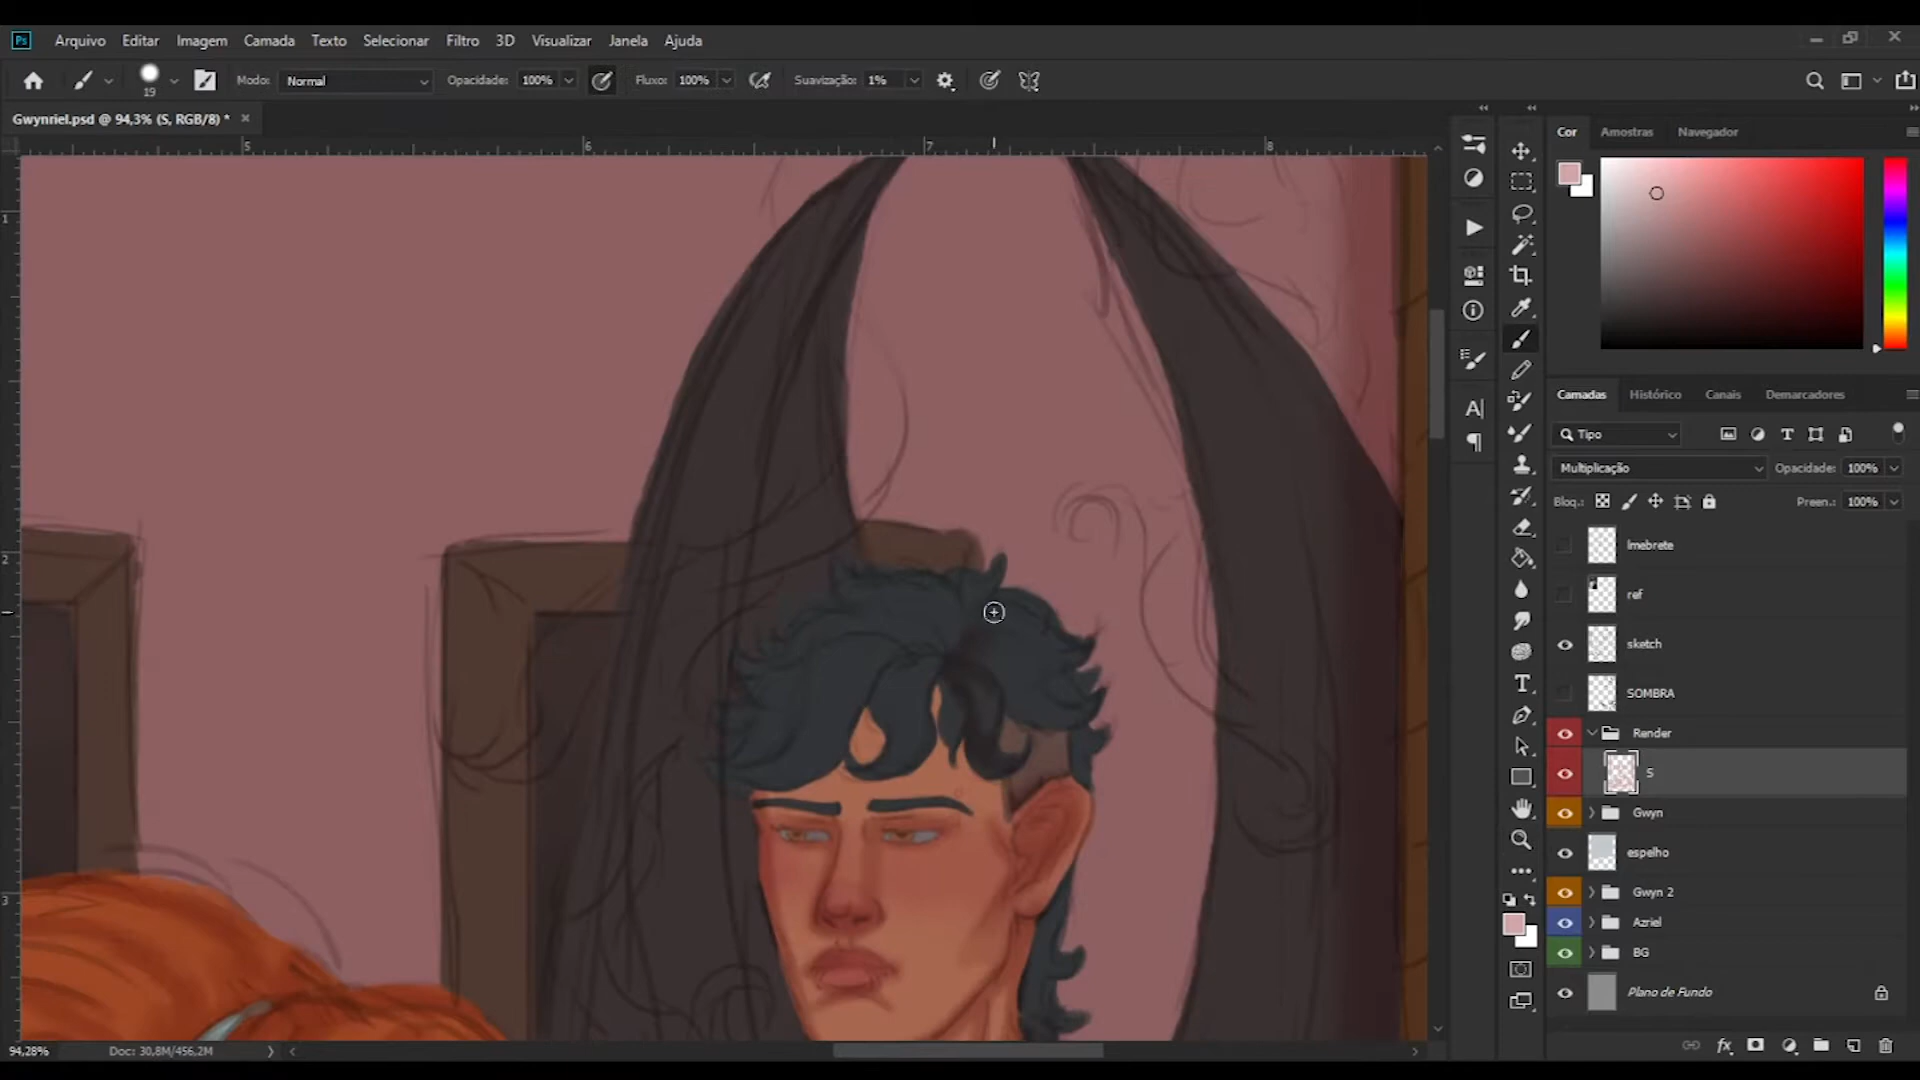 Ps Arquivo Editar Imagem Camada Texto Selecionar Filtro 3D Visualizar Janela Ajuda
19 Modo: Normal Opacidade: 100% Fluxo: 100% Suavização: 1%
Gwynriel.psd @ 94,3% (S, RGB/8) * ×
5 6 7 8
1
2
3
Cor Amostras Navegador
Camadas Histórico Canais Demarcadores
Tipo
Multiplicação Opacidade: 100%
Bloq.: Preen.: 100%
lmebrete
ref
sketch
SOMBRA
Render
S
Gwyn
espelho
Gwyn 2
Azriel
BG
Plano de Fundo
94,28% Doc: 30,8M/456,2M